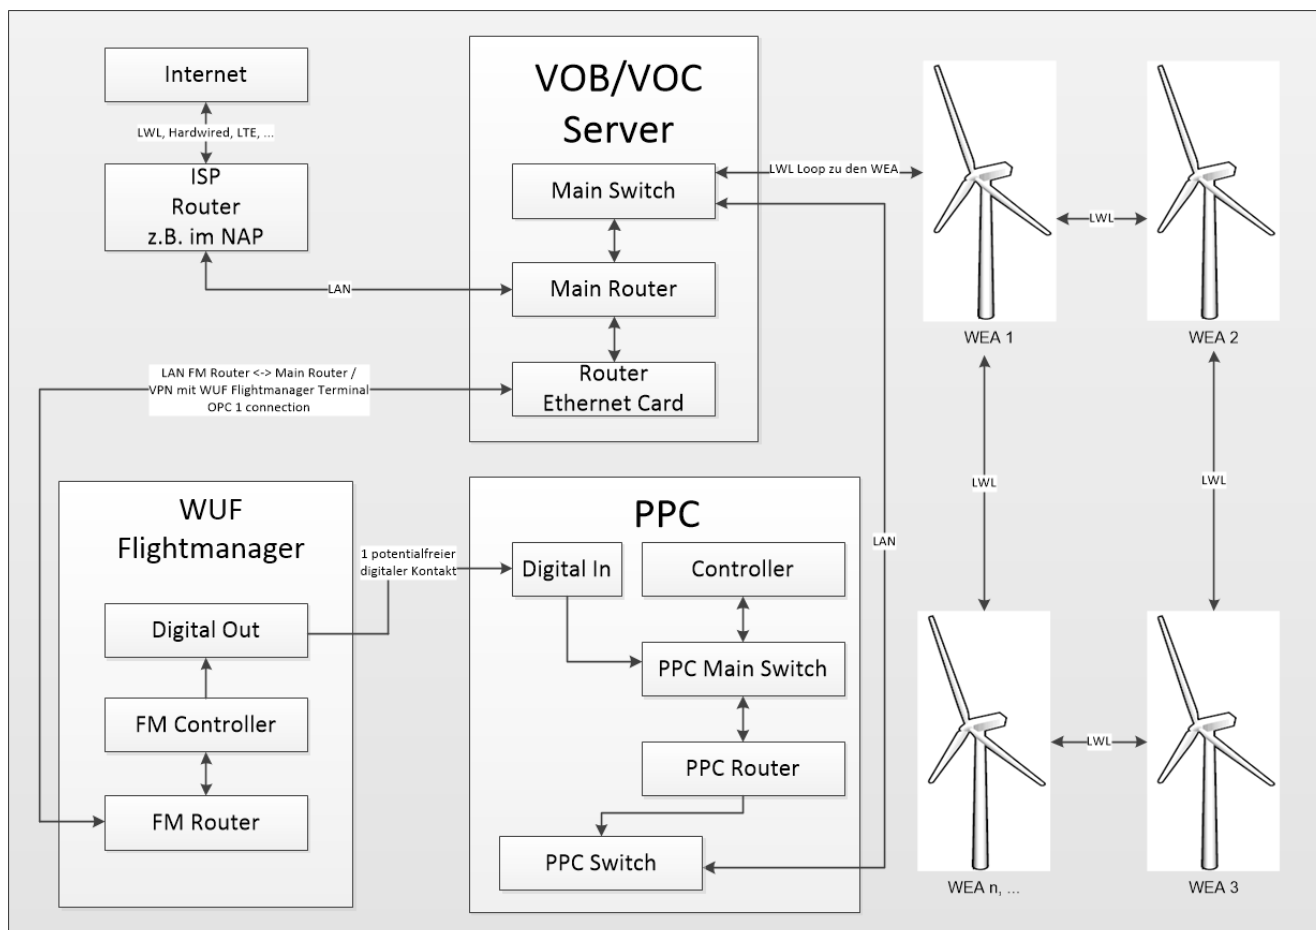 Internet
LWL, Hardwired, LTE, ...
ISP
Router
z.B. im NAP
LAN
VOB/VOC
Server
Main Switch
Main Router
Router
Ethernet Card
LWL Loop zu den WEA
LAN
LAN FM Router <-> Main Router /
VPN mit WUF Flightmanager Terminal
OPC 1 connection
WUF
Flightmanager
Digital Out
FM Controller
FM Router
1 potentialfreier
digitaler Kontakt
PPC
Digital In
Controller
PPC Main Switch
PPC Router
PPC Switch
WEA 1
LWL
WEA 2
LWL
LWL
WEA n, ...
LWL
WEA 3